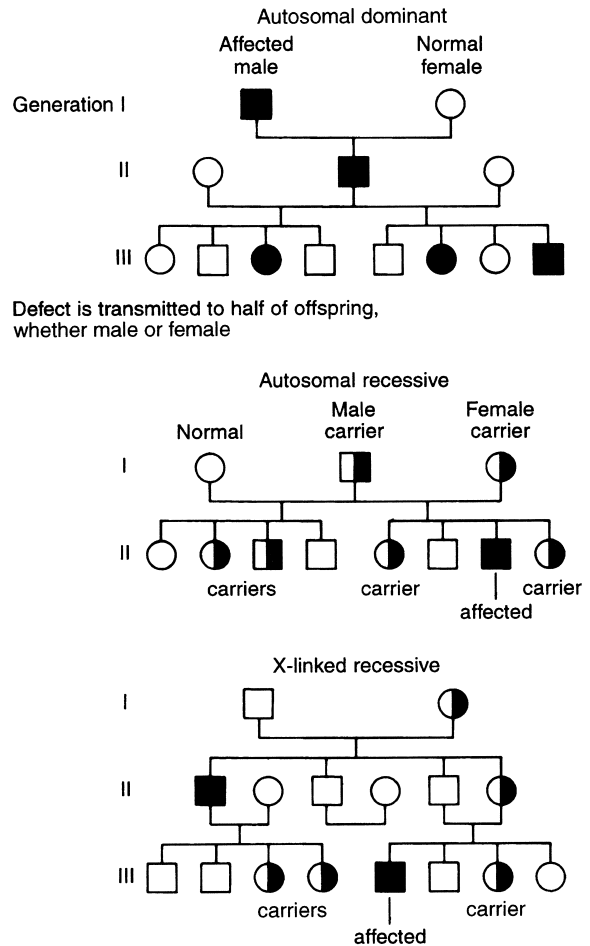 Autosomal dominant
Affected male
Normal female
Generation I
II
III
Defect is transmitted to half of offspring,
whether male or female
Autosomal recessive
Normal
Male carrier
Female carrier
I
II
carriers
carrier
carrier
affected
X-linked recessive
I
II
III
carriers
carrier
affected